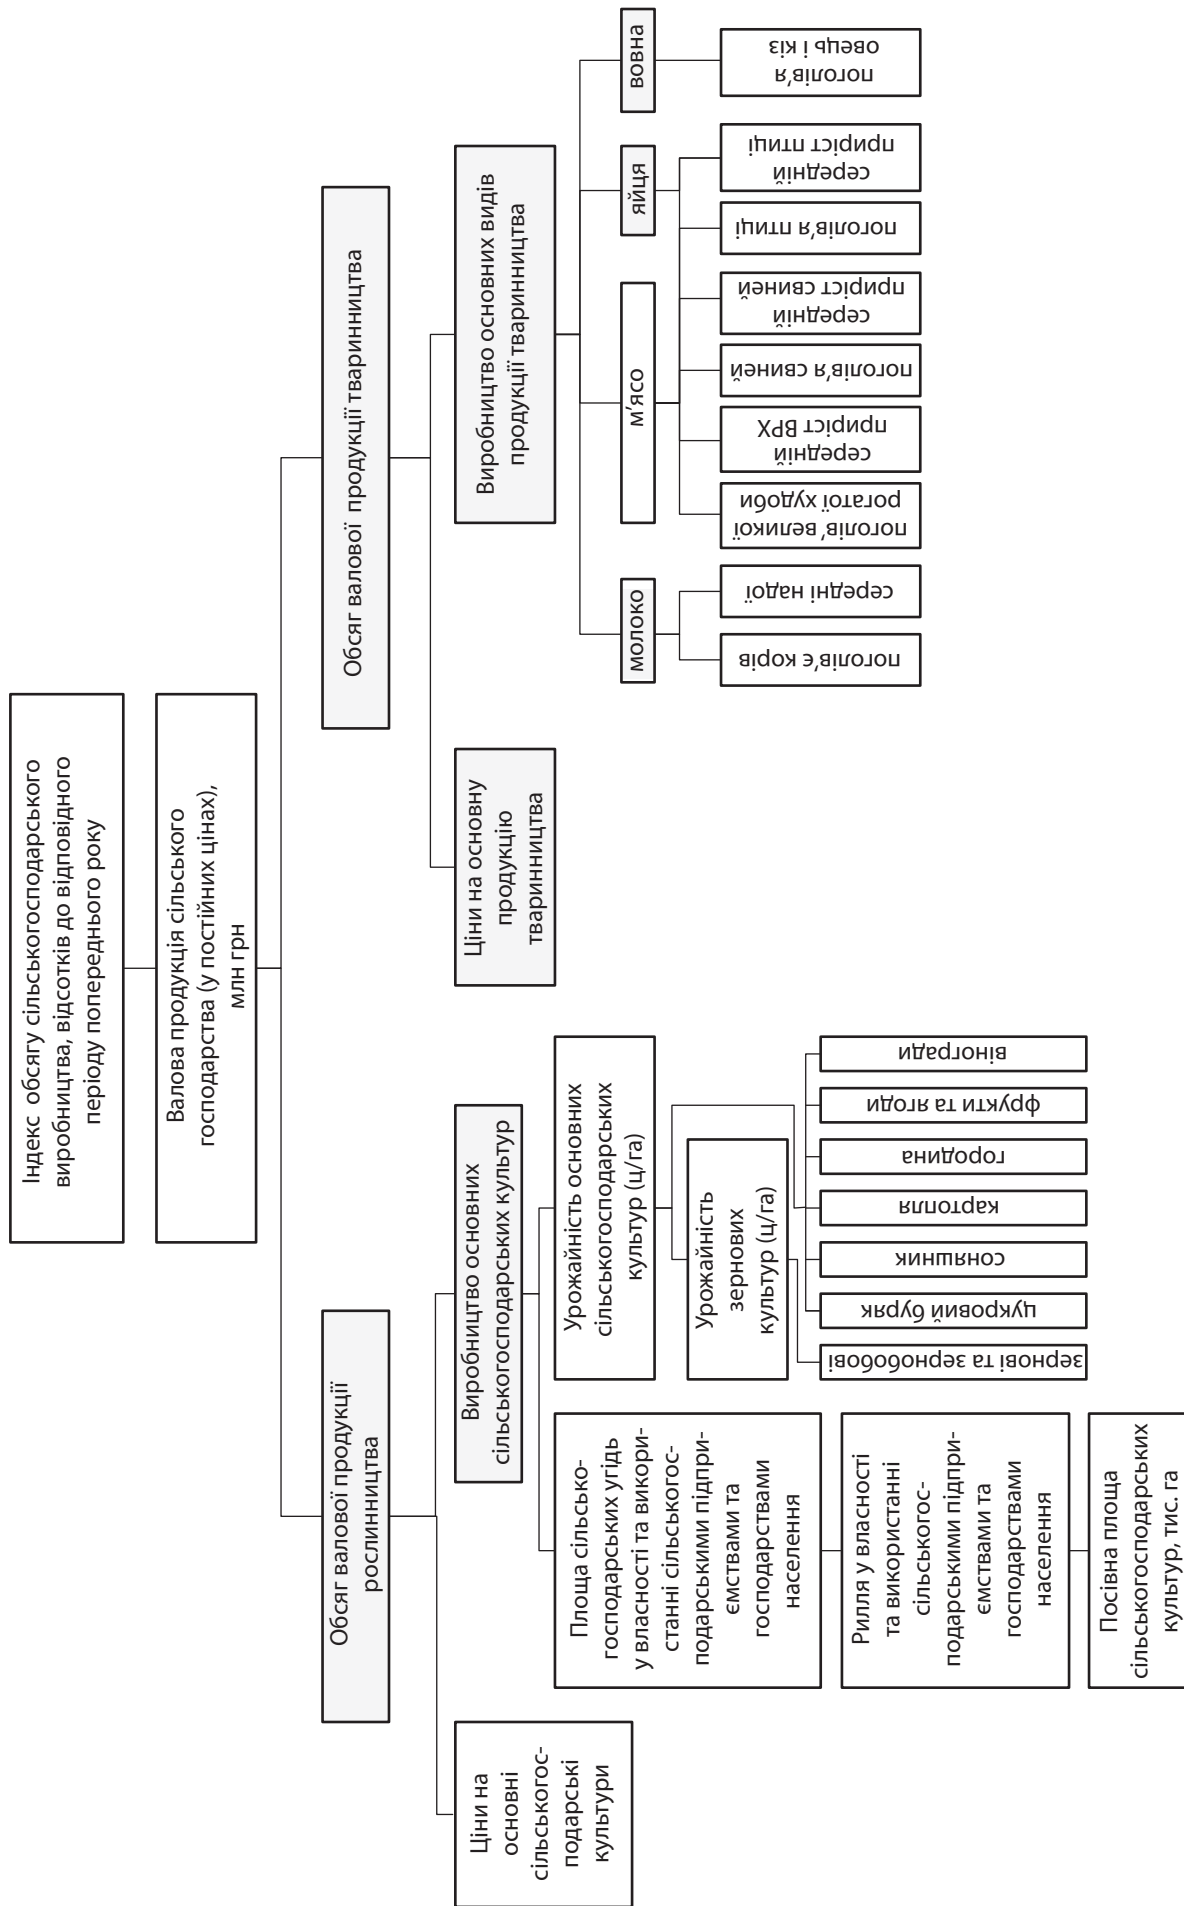 Індекс обсягу сільськогосподарського
виробництва, відсотків до відповідного
періоду попереднього року
Валова продукція сільського
господарства (у постійних цінах),
млн грн
Обсяг валової продукції
рослинництва
Обсяг валової продукції тваринництва
Ціни на
основні
сільськогос-
подарські
культури
Виробництво основних
сільськогосподарських культур
Ціни на основну
продукцію
тваринництва
Виробництво основних видів
продукції тваринництва
Площа сільсько-
господарських угідь
у власності та викори-
станні сільськогос-
подарськими підпри-
ємствами та
господарствами
населення
Урожайність основних
сільськогосподарських
культур (ц/га)
Урожайність
зернових
культур (ц/га)
Рилля у власності
та використанні
сільськогос-
подарськими підпри-
ємствами та
господарствами
населення
Посівна площа
сільськогосподарських
культур, тис. га
зернові та зернобобові
цукровий буряк
соняшник
картопля
городина
фрукти та ягоди
віногради
молоко
м'ясо
яйця
вовна
поголів'є корів
середні надої
поголів'великої
рогатої худоби
середній
приріст ВРХ
поголів'я свиней
середній
приріст свиней
поголів'я птиці
середній
приріст птиці
поголів'я
овець і кіз